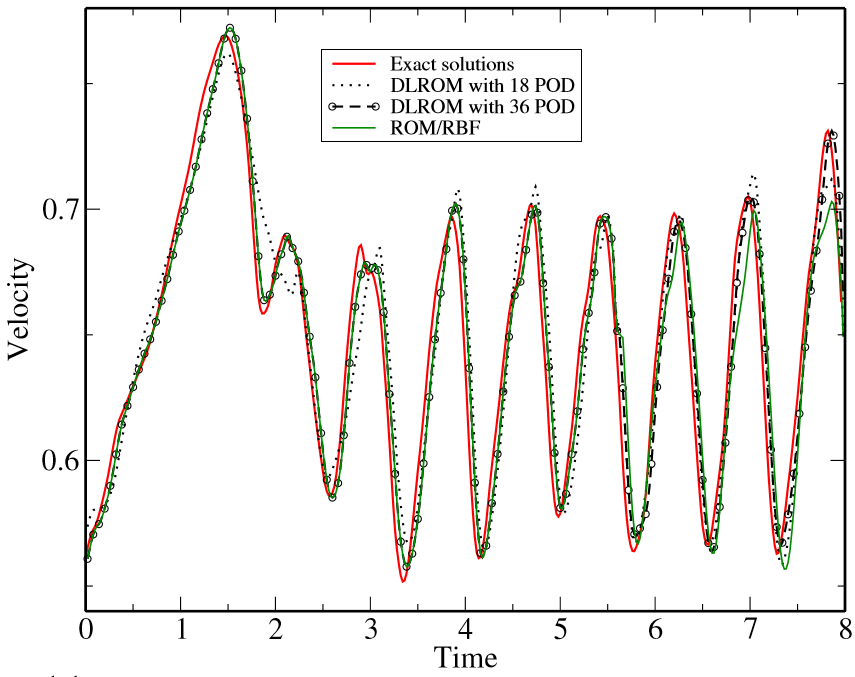 Exact solutions
DLROM with 18 POD
DLROM with 36 POD
ROM/RBF
0.7
Velocity
0.6
0 1 2 3 4 5 6 7 8
Time